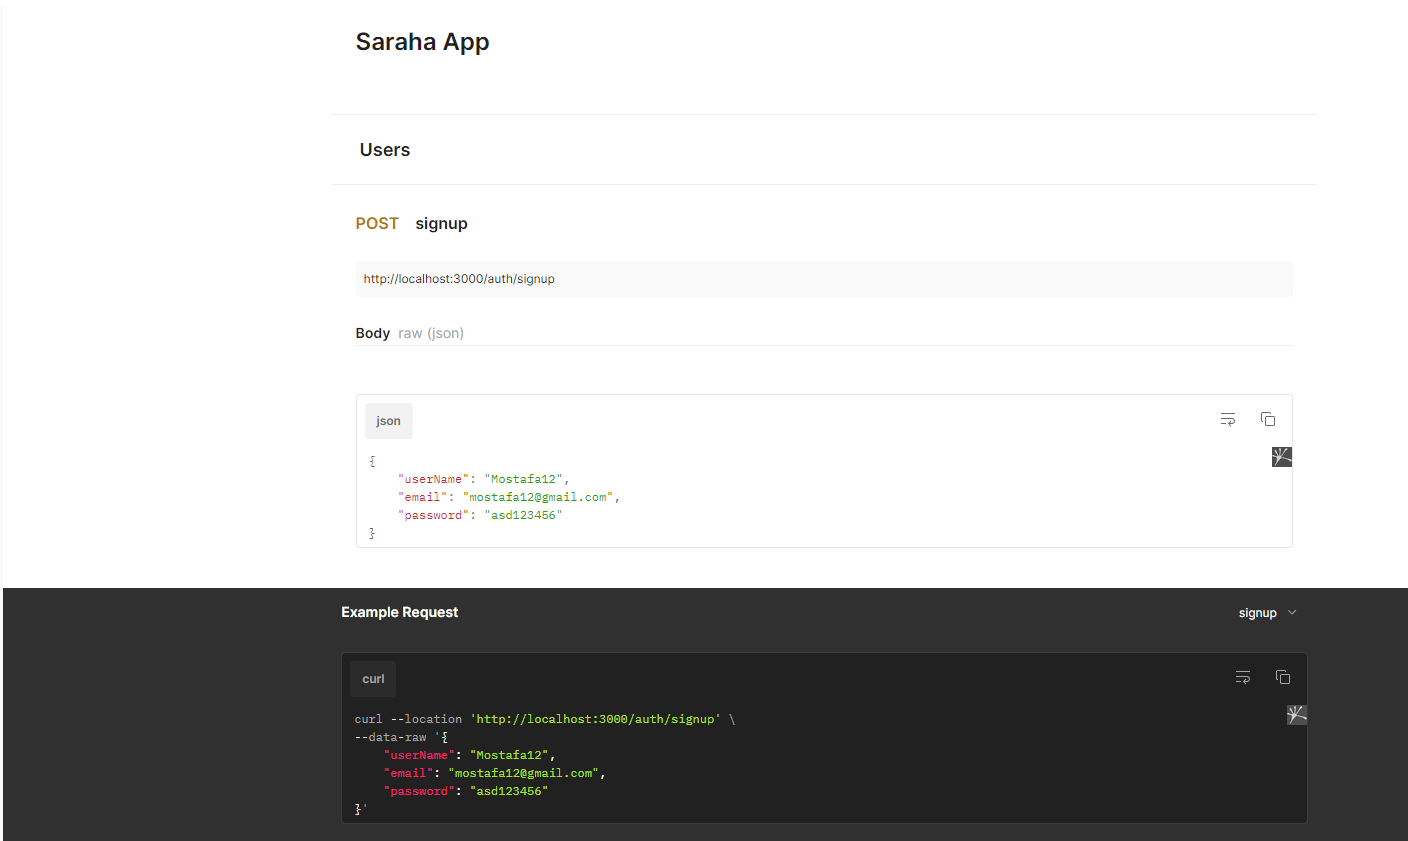 Saraha App
Users
POST signup
http://localhost:3000/auth/signup
Body raw (json)
json
{
    "userName": "Mostafa12",
    "email": "mostafa12@gmail.com",
    "password": "asd123456"
}
Example Request
signup
curl
curl --location 'http://localhost:3000/auth/signup' \
--data-raw '{
    "userName": "Mostafa12",
    "email": "mostafa12@gmail.com",
    "password": "asd123456"
}'